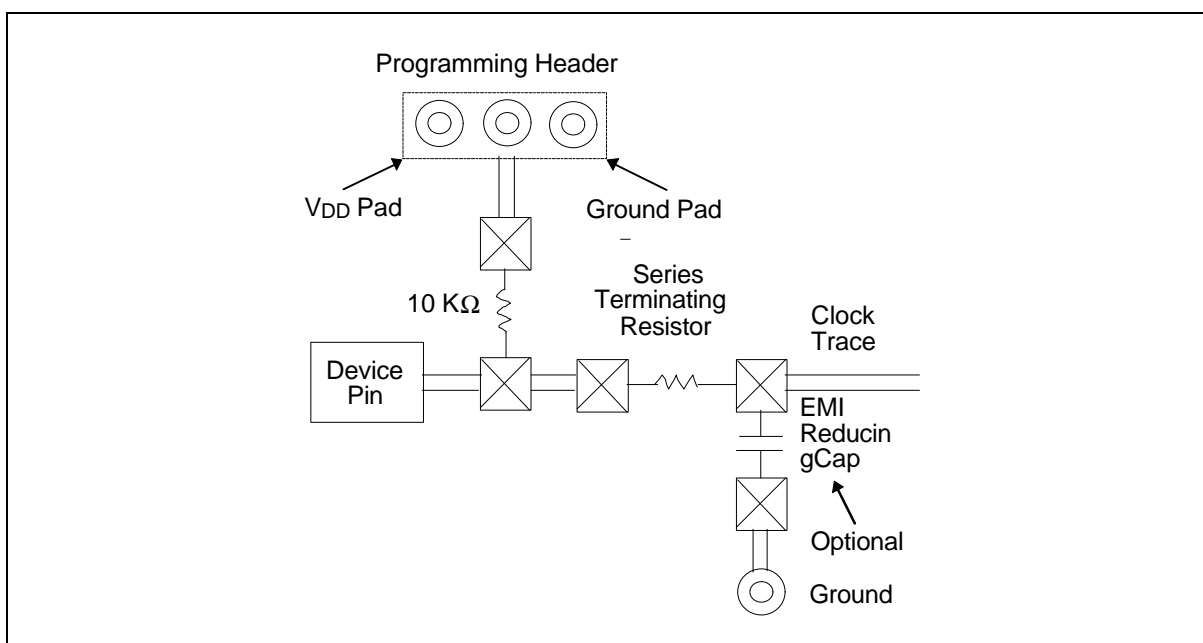 Programming Header
VDD Pad
Ground Pad
Series
Terminating
Resistor
10 KΩ
Clock
Trace
Device
Pin
EMI
Reducin
gCap
Optional
Ground